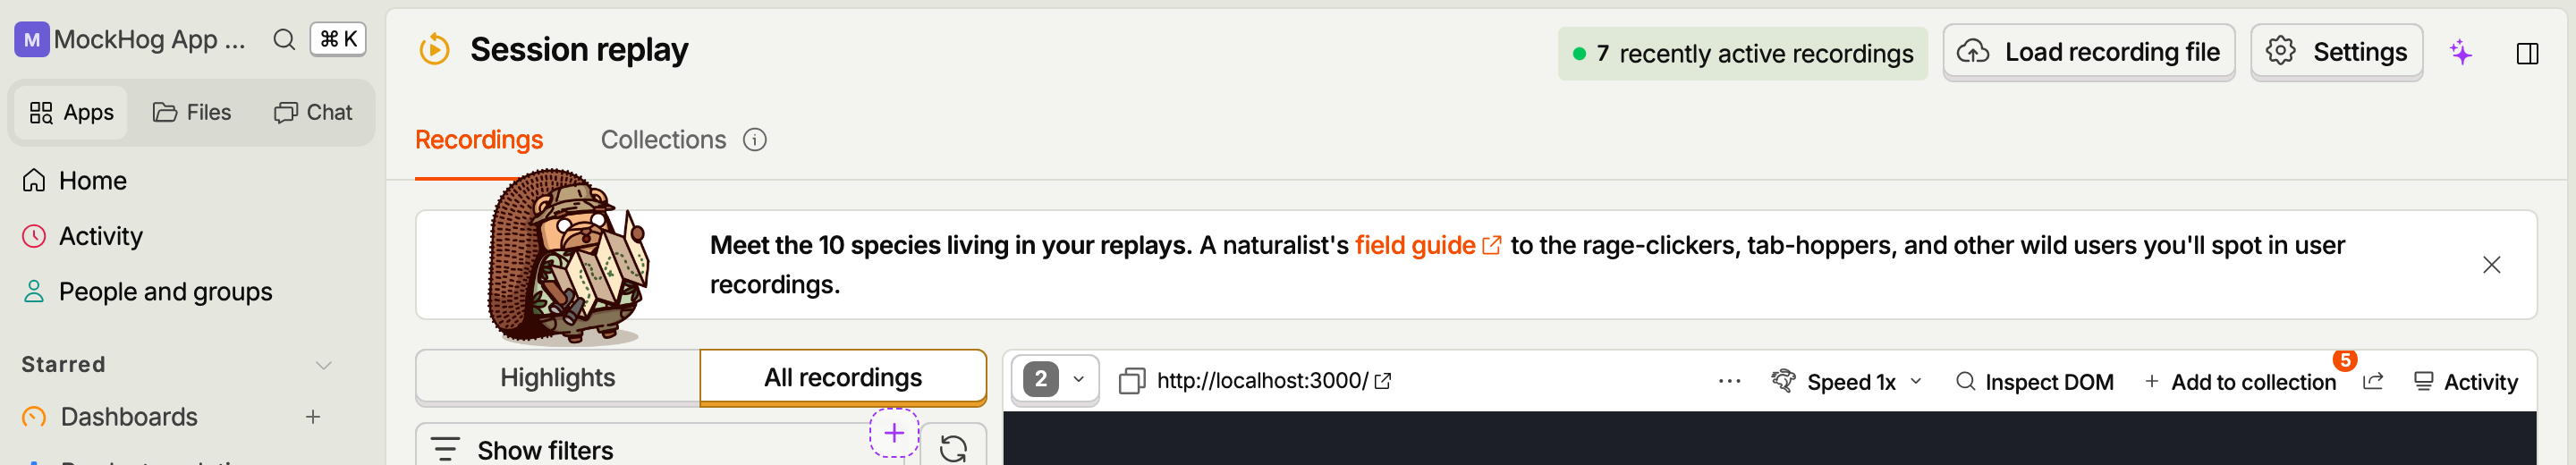 M MockHog App ... ⌘ K
Apps Files Chat
Home
Activity
People and groups
Starred
Dashboards
Session replay
7 recently active recordings
Load recording file
Settings
Recordings Collections
Meet the 10 species living in your replays. A naturalist's field guide to the rage-clickers, tab-hoppers, and other wild users you'll spot in user
recordings.
Highlights All recordings
Show filters
2 http://localhost:3000/ ... Speed 1x Inspect DOM + Add to collection 5 Activity